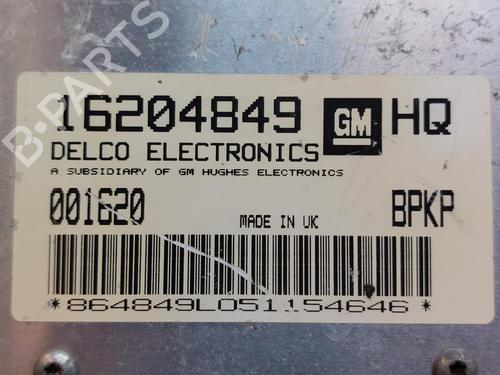 16204849 GM HQ
DELCO ELECTRONICS
A SUBSIDIARY OF GM HUGHES ELECTRONICS
001620 MADE IN UK BPKP
*864849L051154646*
B-PARTS